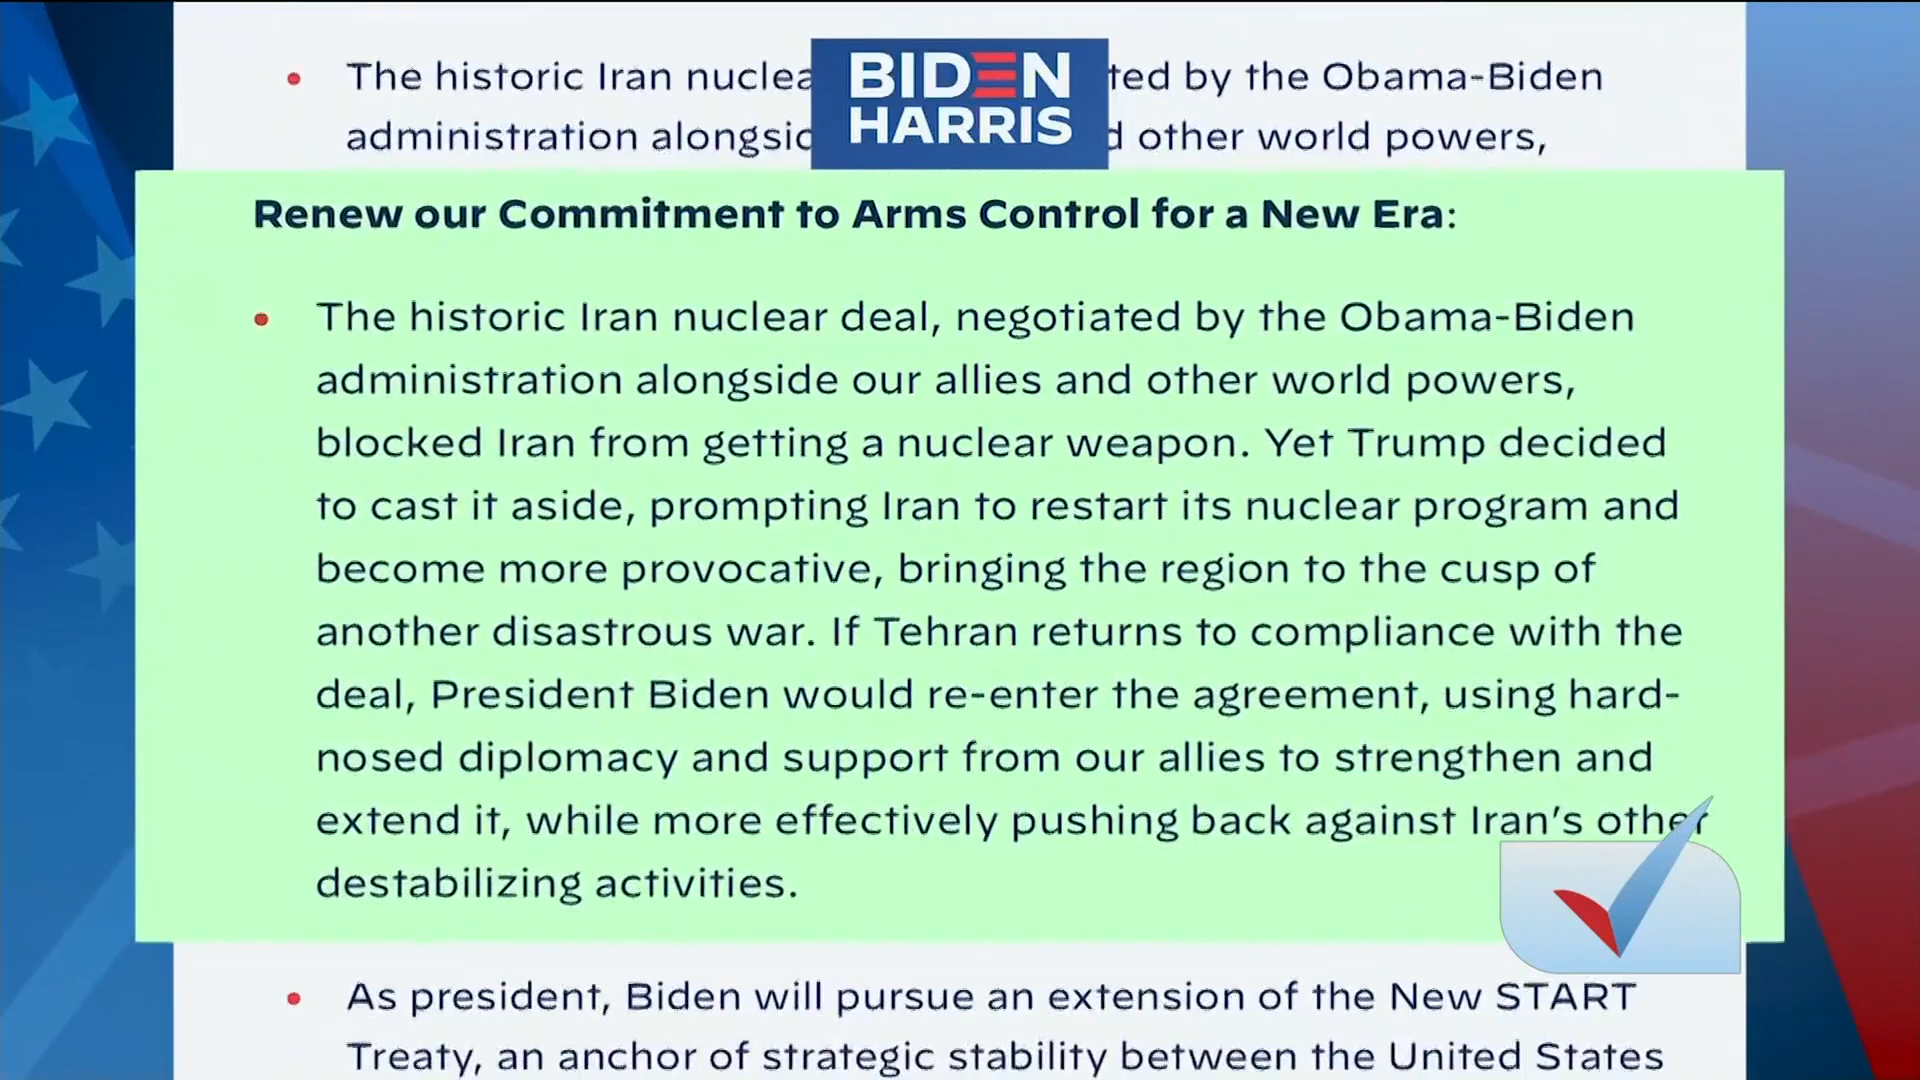 BIDEN
HARRIS
The historic Iran nuclea ted by the Obama-Biden
administration alongsid d other world powers,
Renew our Commitment to Arms Control for a New Era:
The historic Iran nuclear deal, negotiated by the Obama-Biden
administration alongside our allies and other world powers,
blocked Iran from getting a nuclear weapon. Yet Trump decided
to cast it aside, prompting Iran to restart its nuclear program and
become more provocative, bringing the region to the cusp of
another disastrous war. If Tehran returns to compliance with the
deal, President Biden would re-enter the agreement, using hard-
nosed diplomacy and support from our allies to strengthen and
extend it, while more effectively pushing back against Iran’s other
destabilizing activities.
As president, Biden will pursue an extension of the New START
Treaty, an anchor of strategic stability between the United States